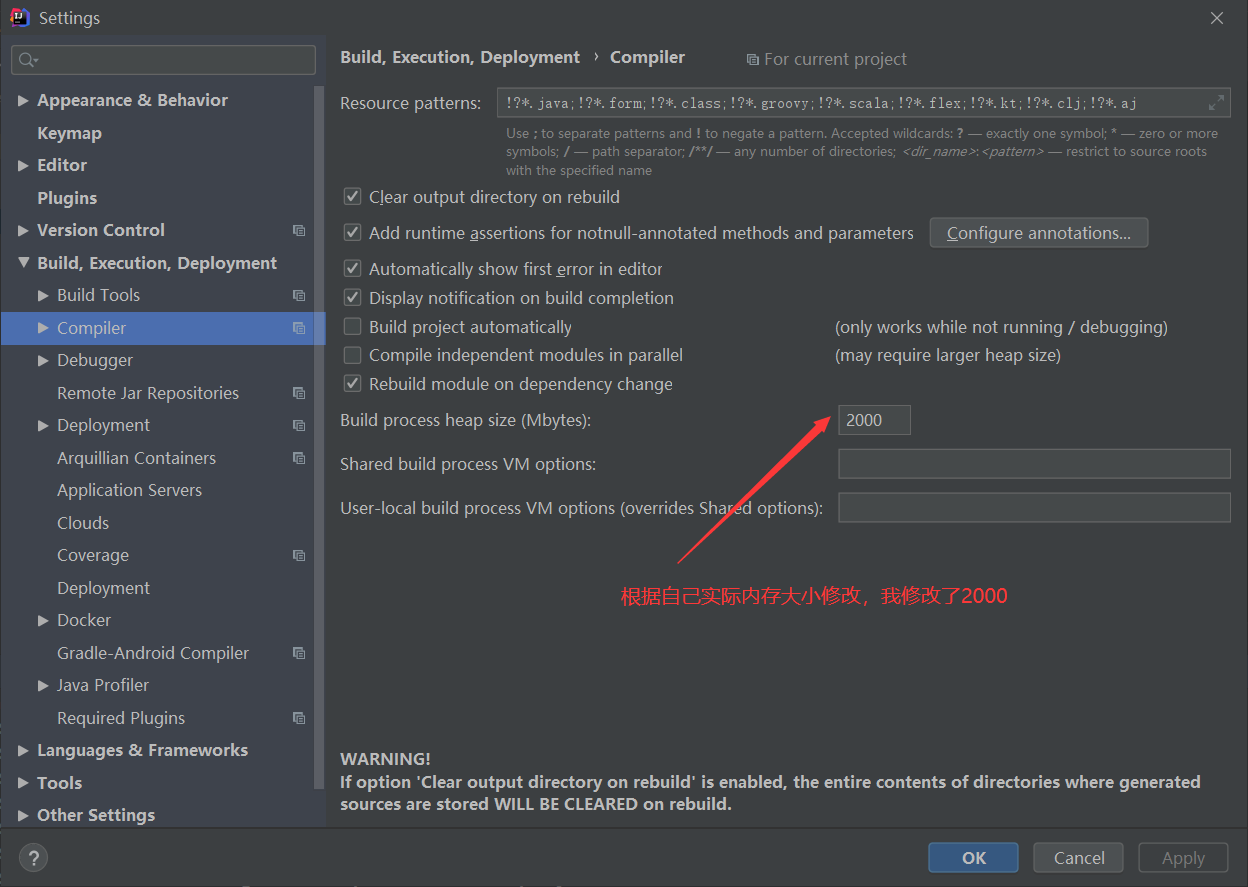 Settings
Build, Execution, Deployment › Compiler For current project
Appearance & Behavior
Keymap
Editor
Plugins
Version Control
Build, Execution, Deployment
Build Tools
Compiler
Debugger
Remote Jar Repositories
Deployment
Arquillian Containers
Application Servers
Clouds
Coverage
Deployment
Docker
Gradle-Android Compiler
Java Profiler
Required Plugins
Languages & Frameworks
Tools
Other Settings
Resource patterns: !?*.java;!?*.form;!?*.class;!?*.groovy;!?*.scala;!?*.flex;!?*.kt;!?*.clj;!?*.aj
Use ; to separate patterns and ! to negate a pattern. Accepted wildcards: ? — exactly one symbol; * — zero or more
symbols; / — path separator; /**/ — any number of directories; <dir_name>:<pattern> — restrict to source roots
with the specified name
Clear output directory on rebuild
Add runtime assertions for notnull-annotated methods and parameters Configure annotations...
Automatically show first error in editor
Display notification on build completion
Build project automatically (only works while not running / debugging)
Compile independent modules in parallel (may require larger heap size)
Rebuild module on dependency change
Build process heap size (Mbytes): 2000
Shared build process VM options:
User-local build process VM options (overrides Shared options):
根据自己实际内存大小修改，我修改了2000
WARNING!
If option 'Clear output directory on rebuild' is enabled, the entire contents of directories where generated
sources are stored WILL BE CLEARED on rebuild.
? OK Cancel Apply